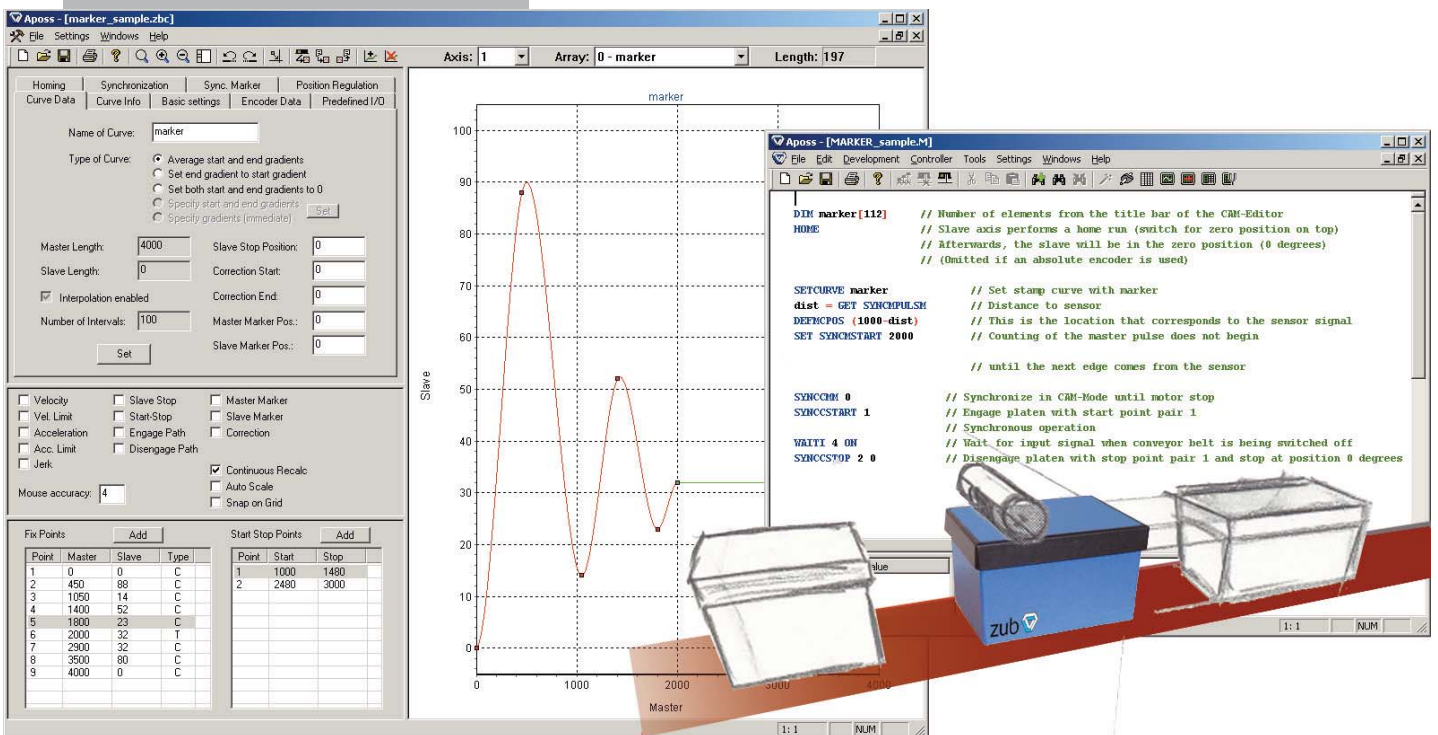 Aposs - [marker_sample.zbc]
File Settings Windows Help
Axis: 1 Array: 0 - marker Length: 197
Homing Synchronization Sync. Marker Position Regulation
Curve Data Curve Info Basic settings Encoder Data Predefined I/O
Name of Curve: marker
Type of Curve: Average start and end gradients
Set end gradient to start gradient
Set both start and end gradients to 0
Specify start and end gradients
Specify gradients (immediate) Set
Master Length: 4000 Slave Stop Position: 0
Slave Length: 0 Correction Start: 0
Interpolation enabled Correction End: 0
Number of Intervals: 100 Master Marker Pos.: 0
Set Slave Marker Pos.: 0
Velocity Slave Stop Master Marker
Vel. Limit Start-Stop Slave Marker
Acceleration Engage Path Correction
Acc. Limit Disengage Path
Jerk
Continuous Recalc
Auto Scale
Mouse accuracy: 4 Snap on Grid
Fix Points Add Start Stop Points Add
Point Master Slave Type Point Start Stop
1 0 0 C 1 1000 1480
2 450 88 C 2 2480 3000
3 1050 14 C
4 1400 52 C
5 1800 23 C
6 2000 32 T
7 2900 32 C
8 3500 80 C
9 4000 0 C
marker
100
90
80
70
60
50
40
30
20
10
0
Slave
0 1000 2000 3000 4000
Master
1: 1 NUM
Aposs - [MARKER_sample.M]
File Edit Development Controller Tools Settings Windows Help
DIM marker[112] // Number of elements from the title bar of the CAM-Editor
HOME // Slave axis performs a home run (switch for zero position on top)
// Afterwards, the slave will be in the zero position (0 degrees)
// (Omitted if an absolute encoder is used)
SETCURVE marker // Set stamp curve with marker
dist = GET SYNCMPULSM // Distance to sensor
DEFMCPOS (1000-dist) // This is the location that corresponds to the sensor signal
SET SYNCMSTART 2000 // Counting of the master pulse does not begin
// until the next edge comes from the sensor
SYNCCMM 0 // Synchronize in CAM-Mode until motor stop
SYNCCSTART 1 // Engage platen with start point pair 1
// Synchronous operation
WAITI 4 ON // Wait for input signal when conveyor belt is being switched off
SYNCCSTOP 2 0 // Disengage platen with stop point pair 1 and stop at position 0 degrees
zub
1: 1 NUM